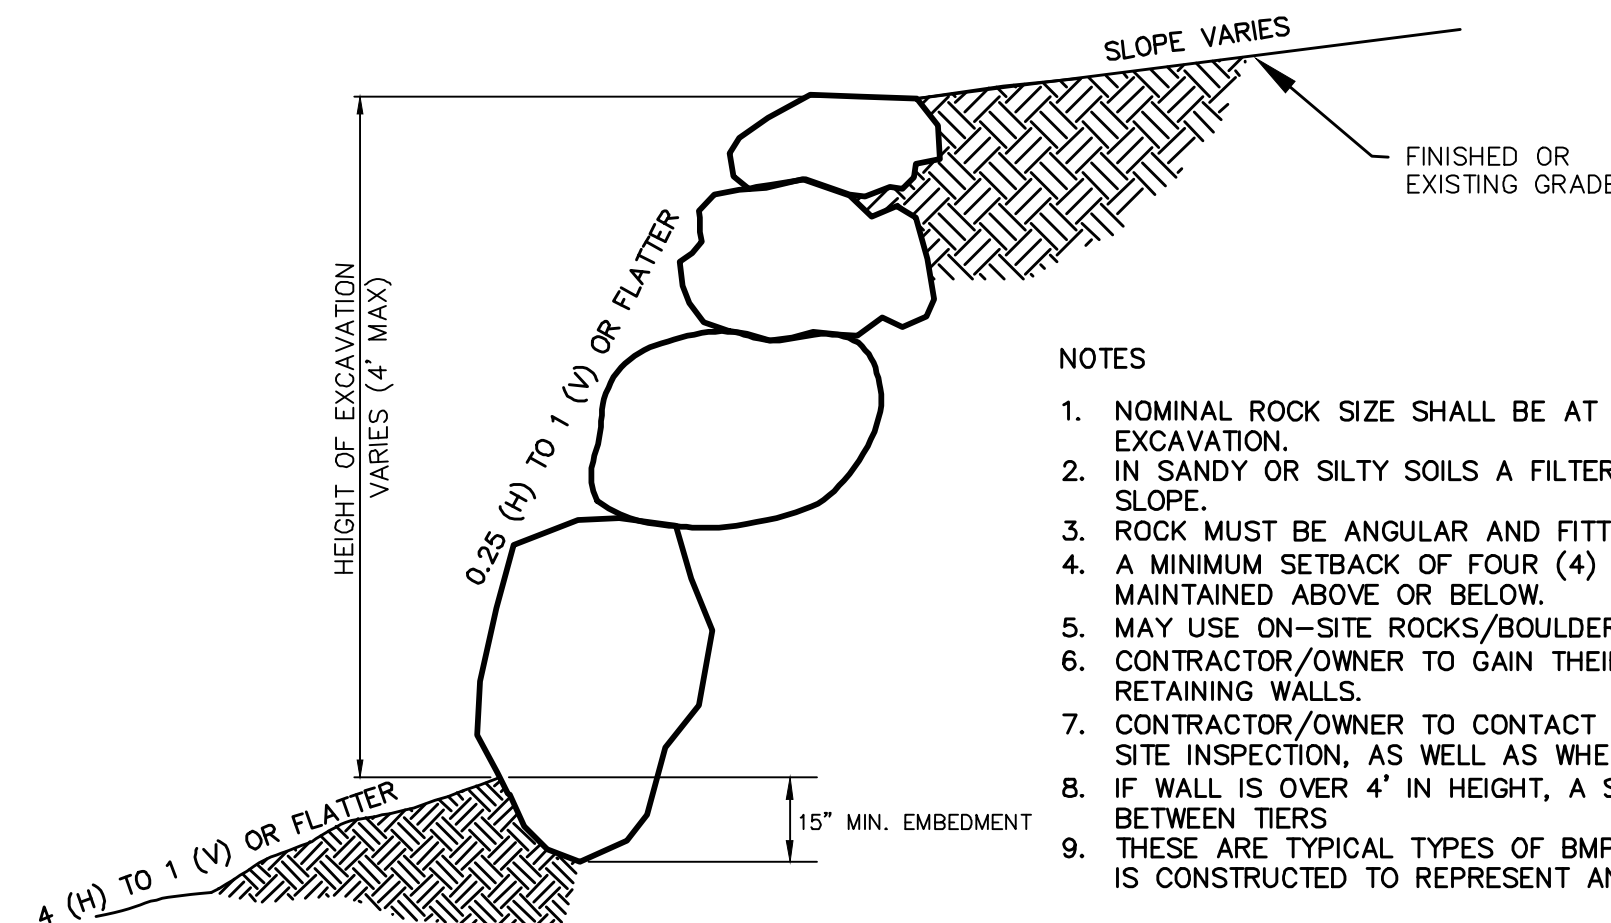 SLOPE VARIES
FINISHED OR
EXISTING GRADE
HEIGHT OF EXCAVATION
VARIES (4' MAX)
0.25 (H) TO 1 (V) OR FLATTER
4 (H) TO 1 (V) OR FLATTER
15" MIN. EMBEDMENT
NOTES
1. NOMINAL ROCK SIZE SHALL BE AT
EXCAVATION.
2. IN SANDY OR SILTY SOILS A FILTER
SLOPE.
3. ROCK MUST BE ANGULAR AND FITT
4. A MINIMUM SETBACK OF FOUR (4)
MAINTAINED ABOVE OR BELOW.
5. MAY USE ON-SITE ROCKS/BOULDER
6. CONTRACTOR/OWNER TO GAIN THEI
RETAINING WALLS.
7. CONTRACTOR/OWNER TO CONTACT
SITE INSPECTION, AS WELL AS WHE
8. IF WALL IS OVER 4' IN HEIGHT, A S
BETWEEN TIERS
9. THESE ARE TYPICAL TYPES OF BMP
IS CONSTRUCTED TO REPRESENT AN